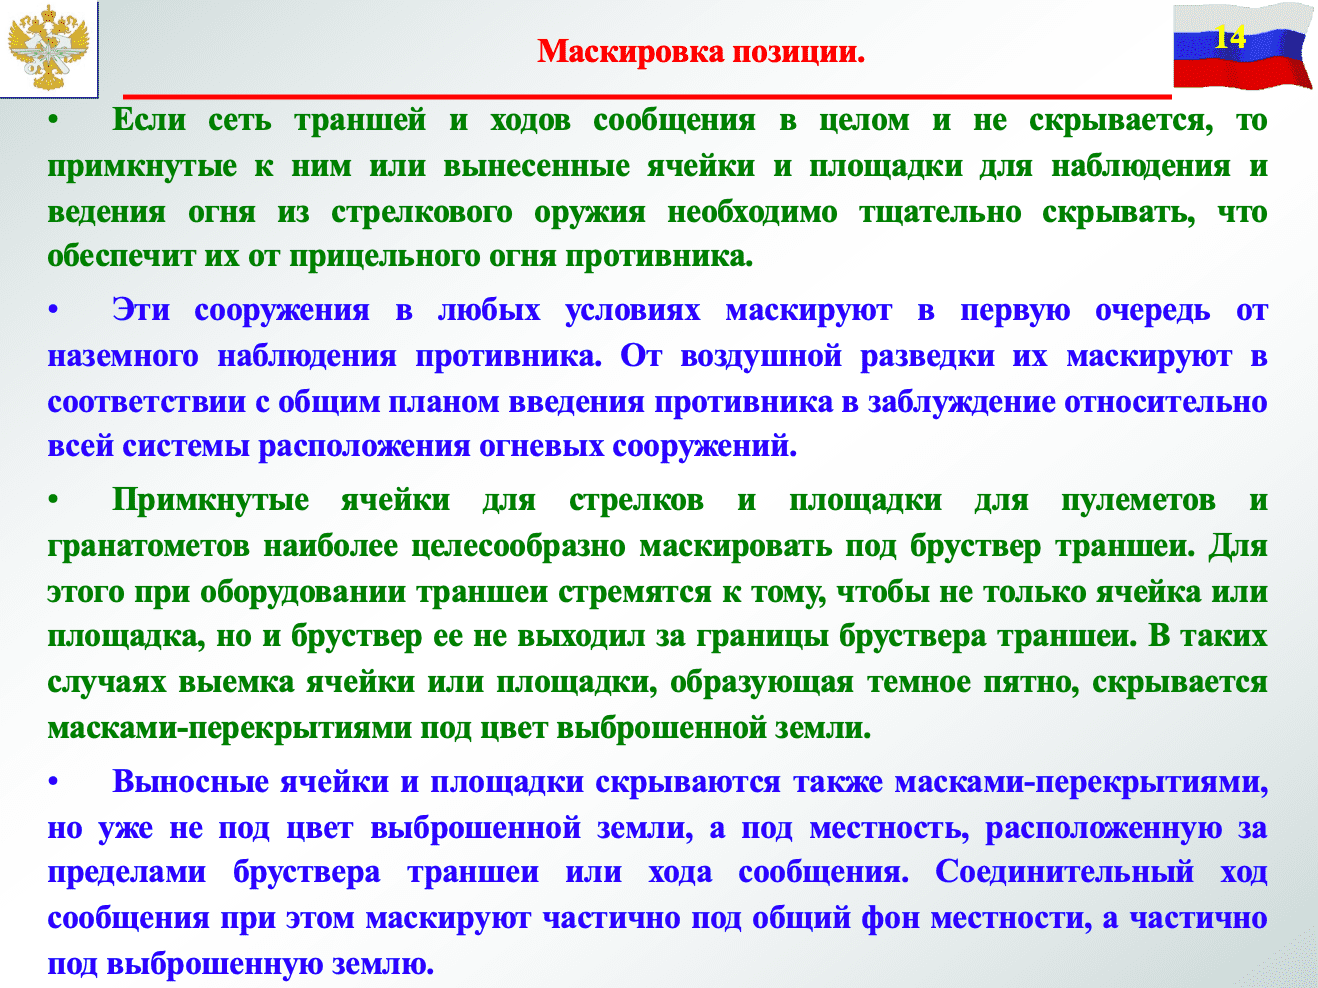 Маскировка позиции.
14
• Если сеть траншей и ходов сообщения в целом и не скрывается, то
примкнутые к ним или вынесенные ячейки и площадки для наблюдения и
ведения огня из стрелкового оружия необходимо тщательно скрывать, что
обеспечит их от прицельного огня противника.
• Эти сооружения в любых условиях маскируют в первую очередь от
наземного наблюдения противника. От воздушной разведки их маскируют в
соответствии с общим планом введения противника в заблуждение относительно
всей системы расположения огневых сооружений.
• Примкнутые ячейки для стрелков и площадки для пулеметов и
гранатометов наиболее целесообразно маскировать под бруствер траншеи. Для
этого при оборудовании траншеи стремятся к тому, чтобы не только ячейка или
площадка, но и бруствер ее не выходил за границы бруствера траншеи. В таких
случаях выемка ячейки или площадки, образующая темное пятно, скрывается
масками-перекрытиями под цвет выброшенной земли.
• Выносные ячейки и площадки скрываются также масками-перекрытиями,
но уже не под цвет выброшенной земли, а под местность, расположенную за
пределами бруствера траншеи или хода сообщения. Соединительный ход
сообщения при этом маскируют частично под общий фон местности, а частично
под выброшенную землю.